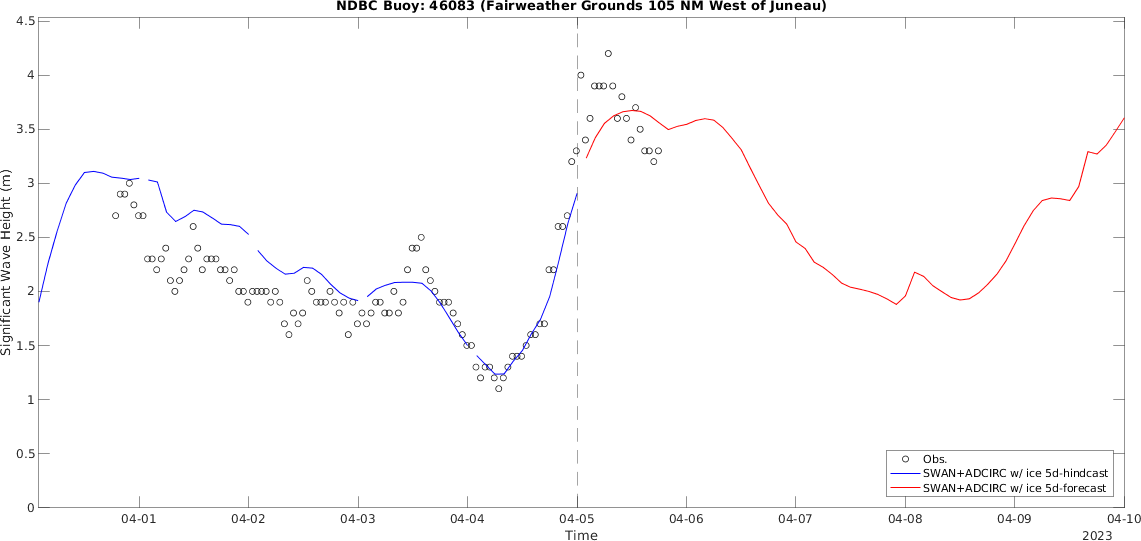 NDBC Buoy: 46083 (Fairweather Grounds 105 NM West of Juneau)
4.5
4
3.5
3
2.5
2
1.5
1
0.5
0
Significant Wave Height (m)
Obs.
SWAN+ADCIRC w/ ice 5d-hindcast
SWAN+ADCIRC w/ ice 5d-forecast
04-01 04-02 04-03 04-04 04-05 04-06 04-07 04-08 04-09 04-10
Time
2023